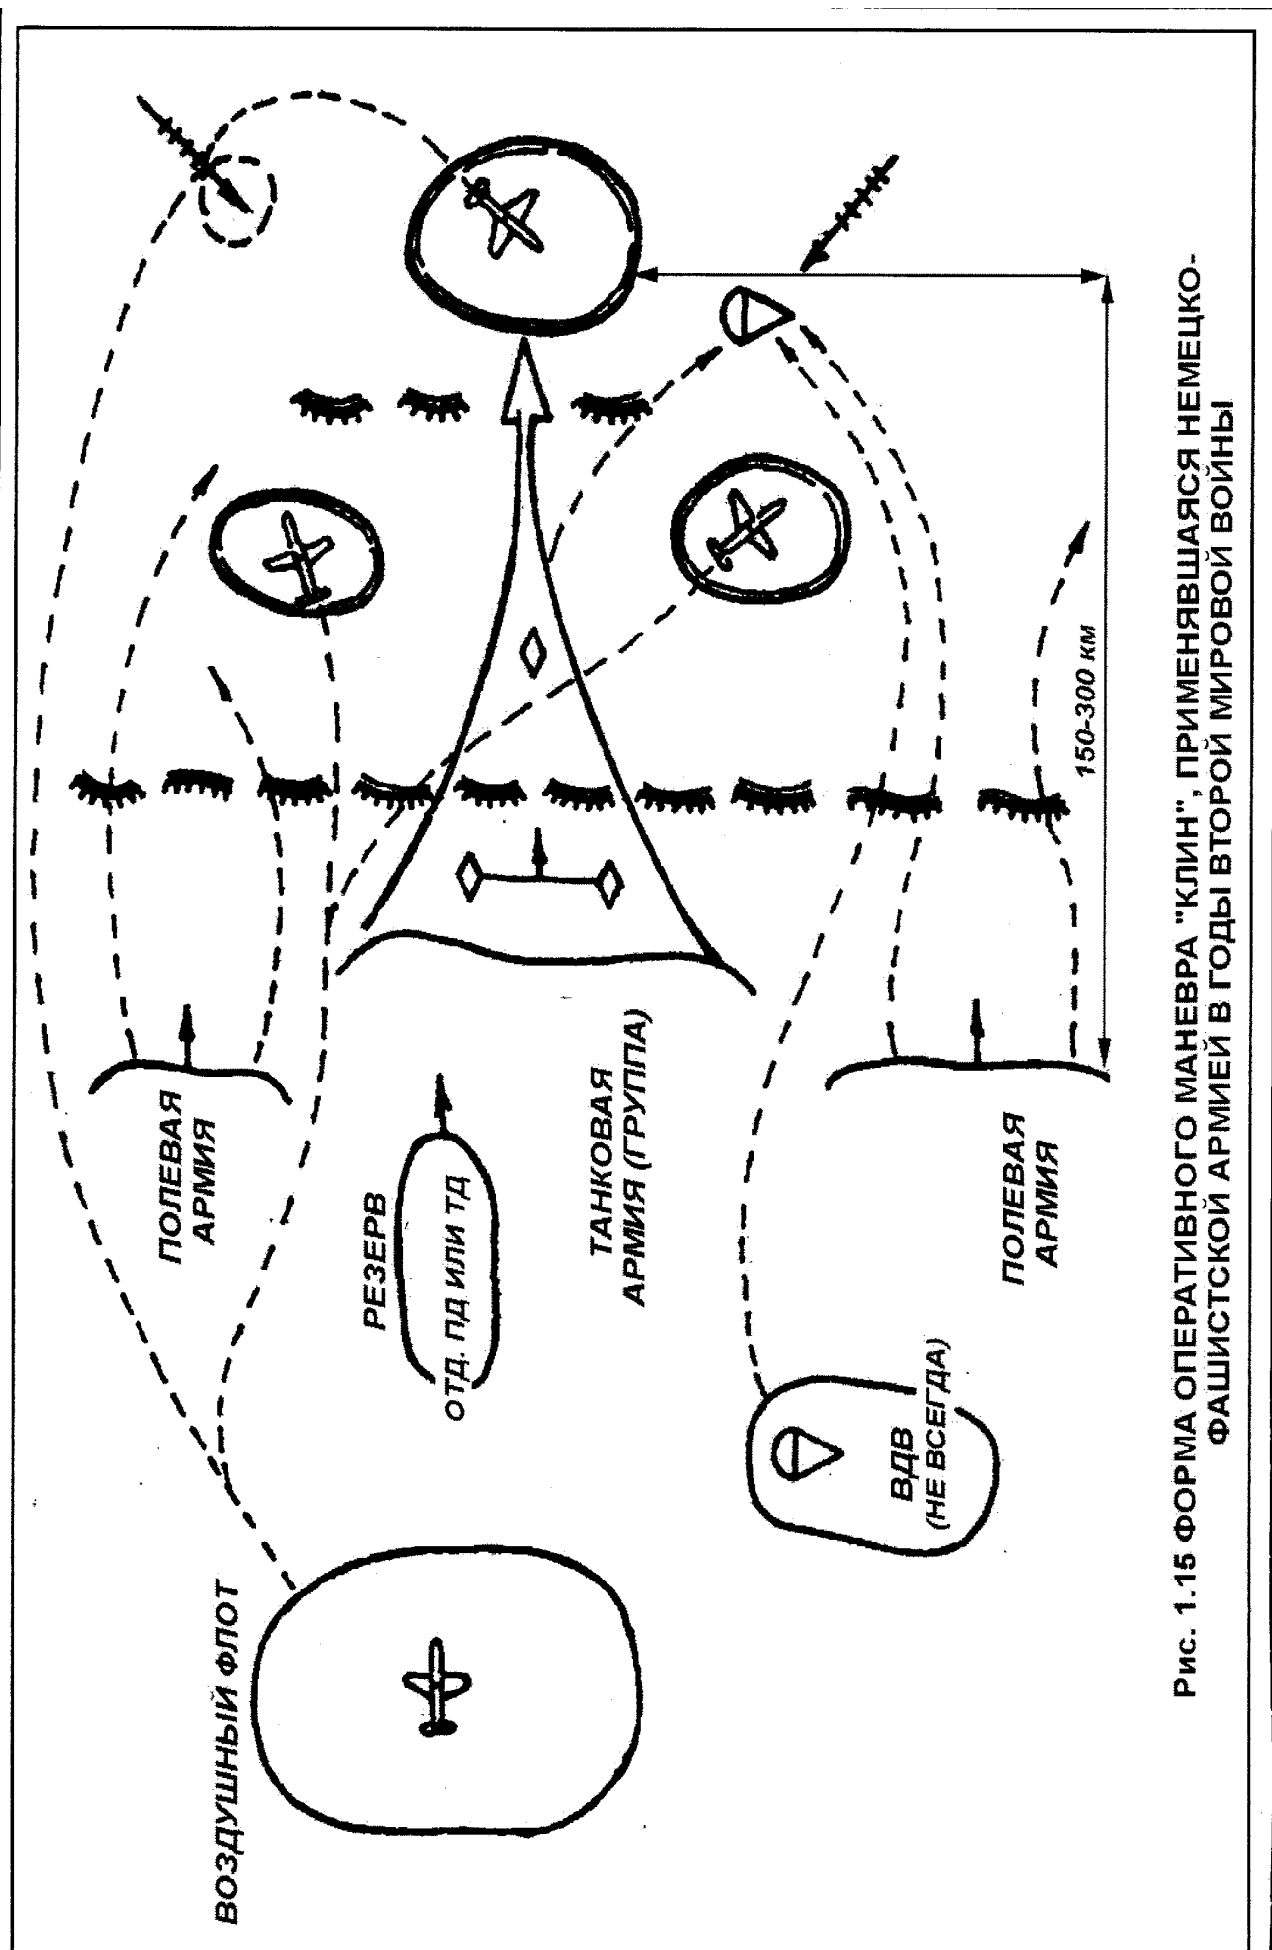 ВОЗДУШНЫЙ ФЛОТ
ПОЛЕВАЯ
АРМИЯ
РЕЗЕРВ
ОТД. ПД ИЛИ ТД
ТАНКОВАЯ
АРМИЯ (ГРУППА)
ВДВ
(НЕ ВСЕГДА)
ПОЛЕВАЯ
АРМИЯ
150-300 км
Рис. 1.15 ФОРМА ОПЕРАТИВНОГО МАНЕВРА "КЛИН", ПРИМЕНЯВШАЯСЯ НЕМЕЦКО-
ФАШИСТСКОЙ АРМИЕЙ В ГОДЫ ВТОРОЙ МИРОВОЙ ВОЙНЫ